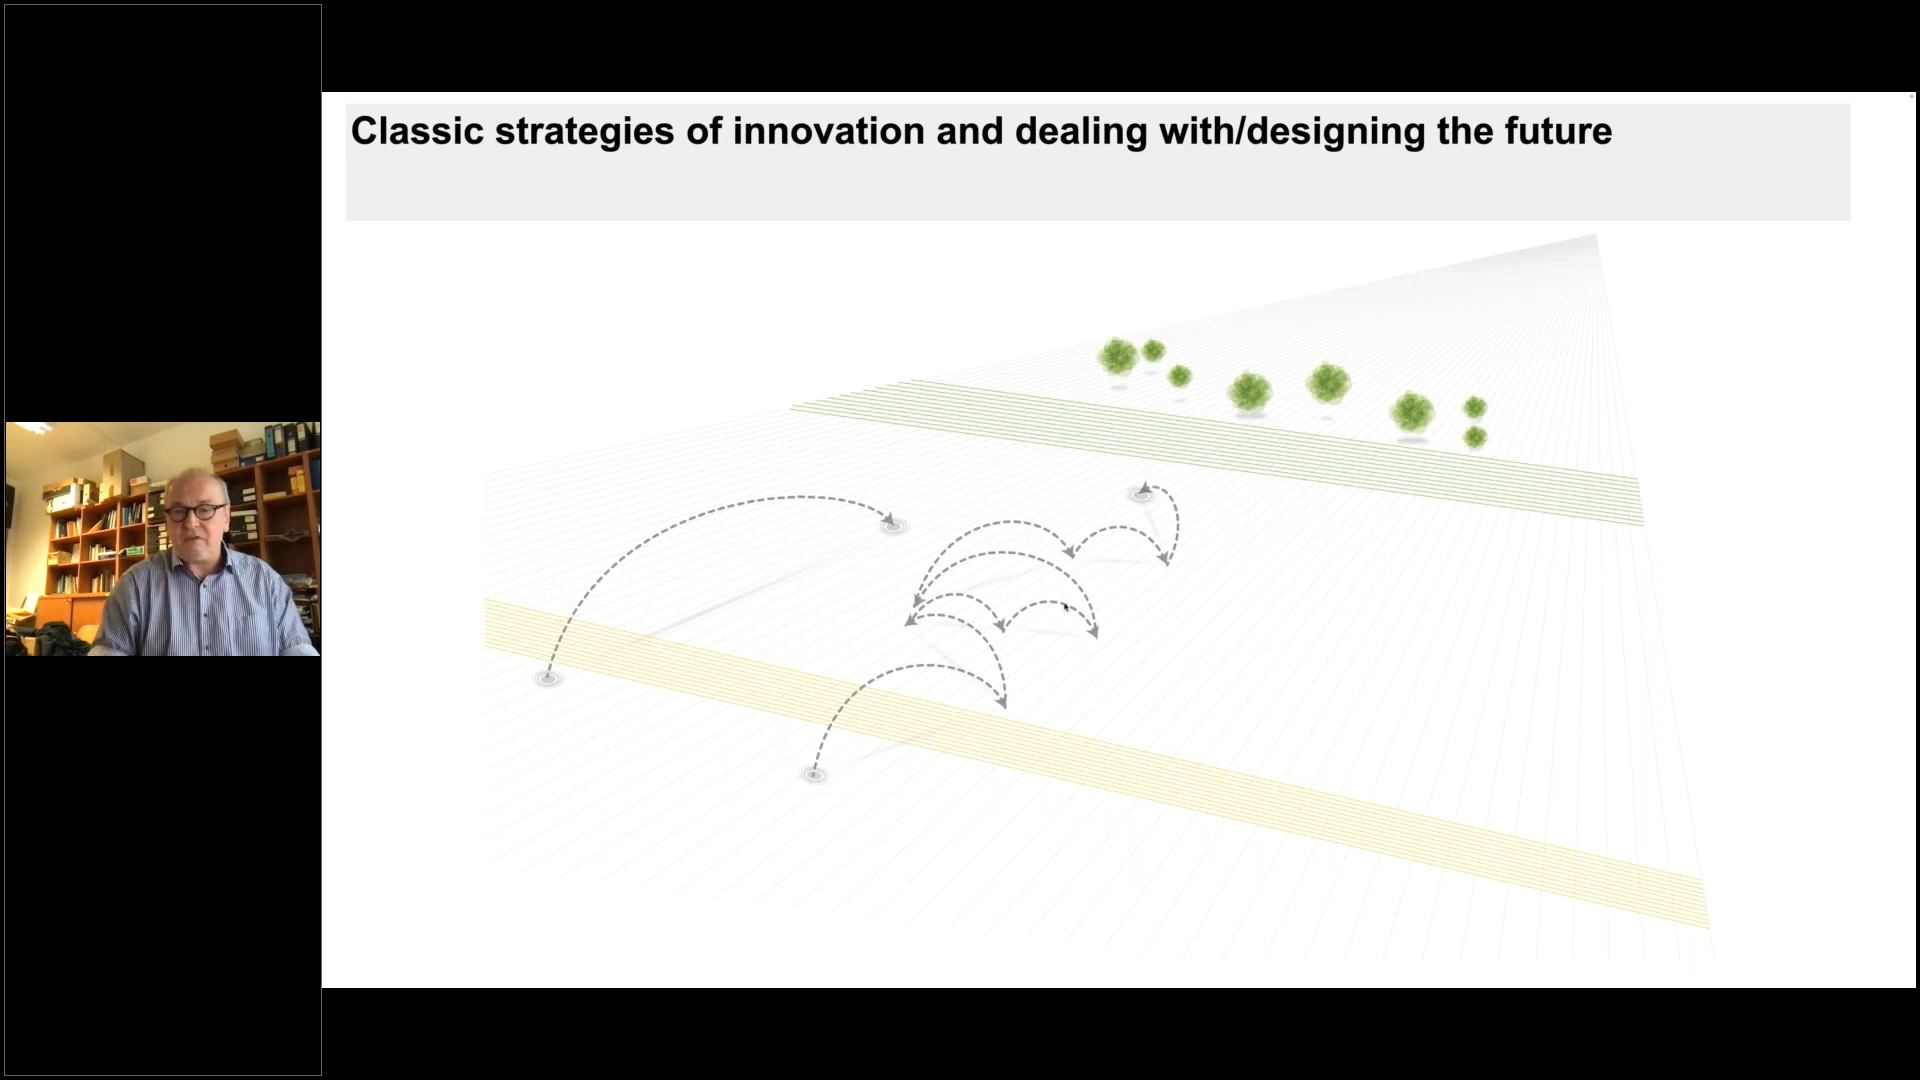 Classic strategies of innovation and dealing with/designing the future